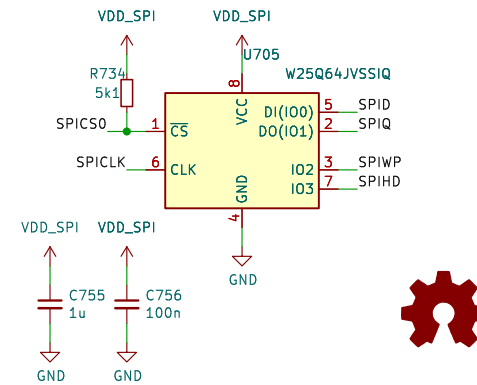 VDD_SPI VDD_SPI
U705
R734 W25Q64JVSSIQ
5k1 8
VCC
DI(IO0) 5 SPID
SPICS0 1 CS DO(IO1) 2 SPIQ
SPICLK 6 CLK IO2 3 SPIWP
GND IO3 7 SPIHD
4
VDD_SPI VDD_SPI
GND
C755 C756
1u 100n
GND GND